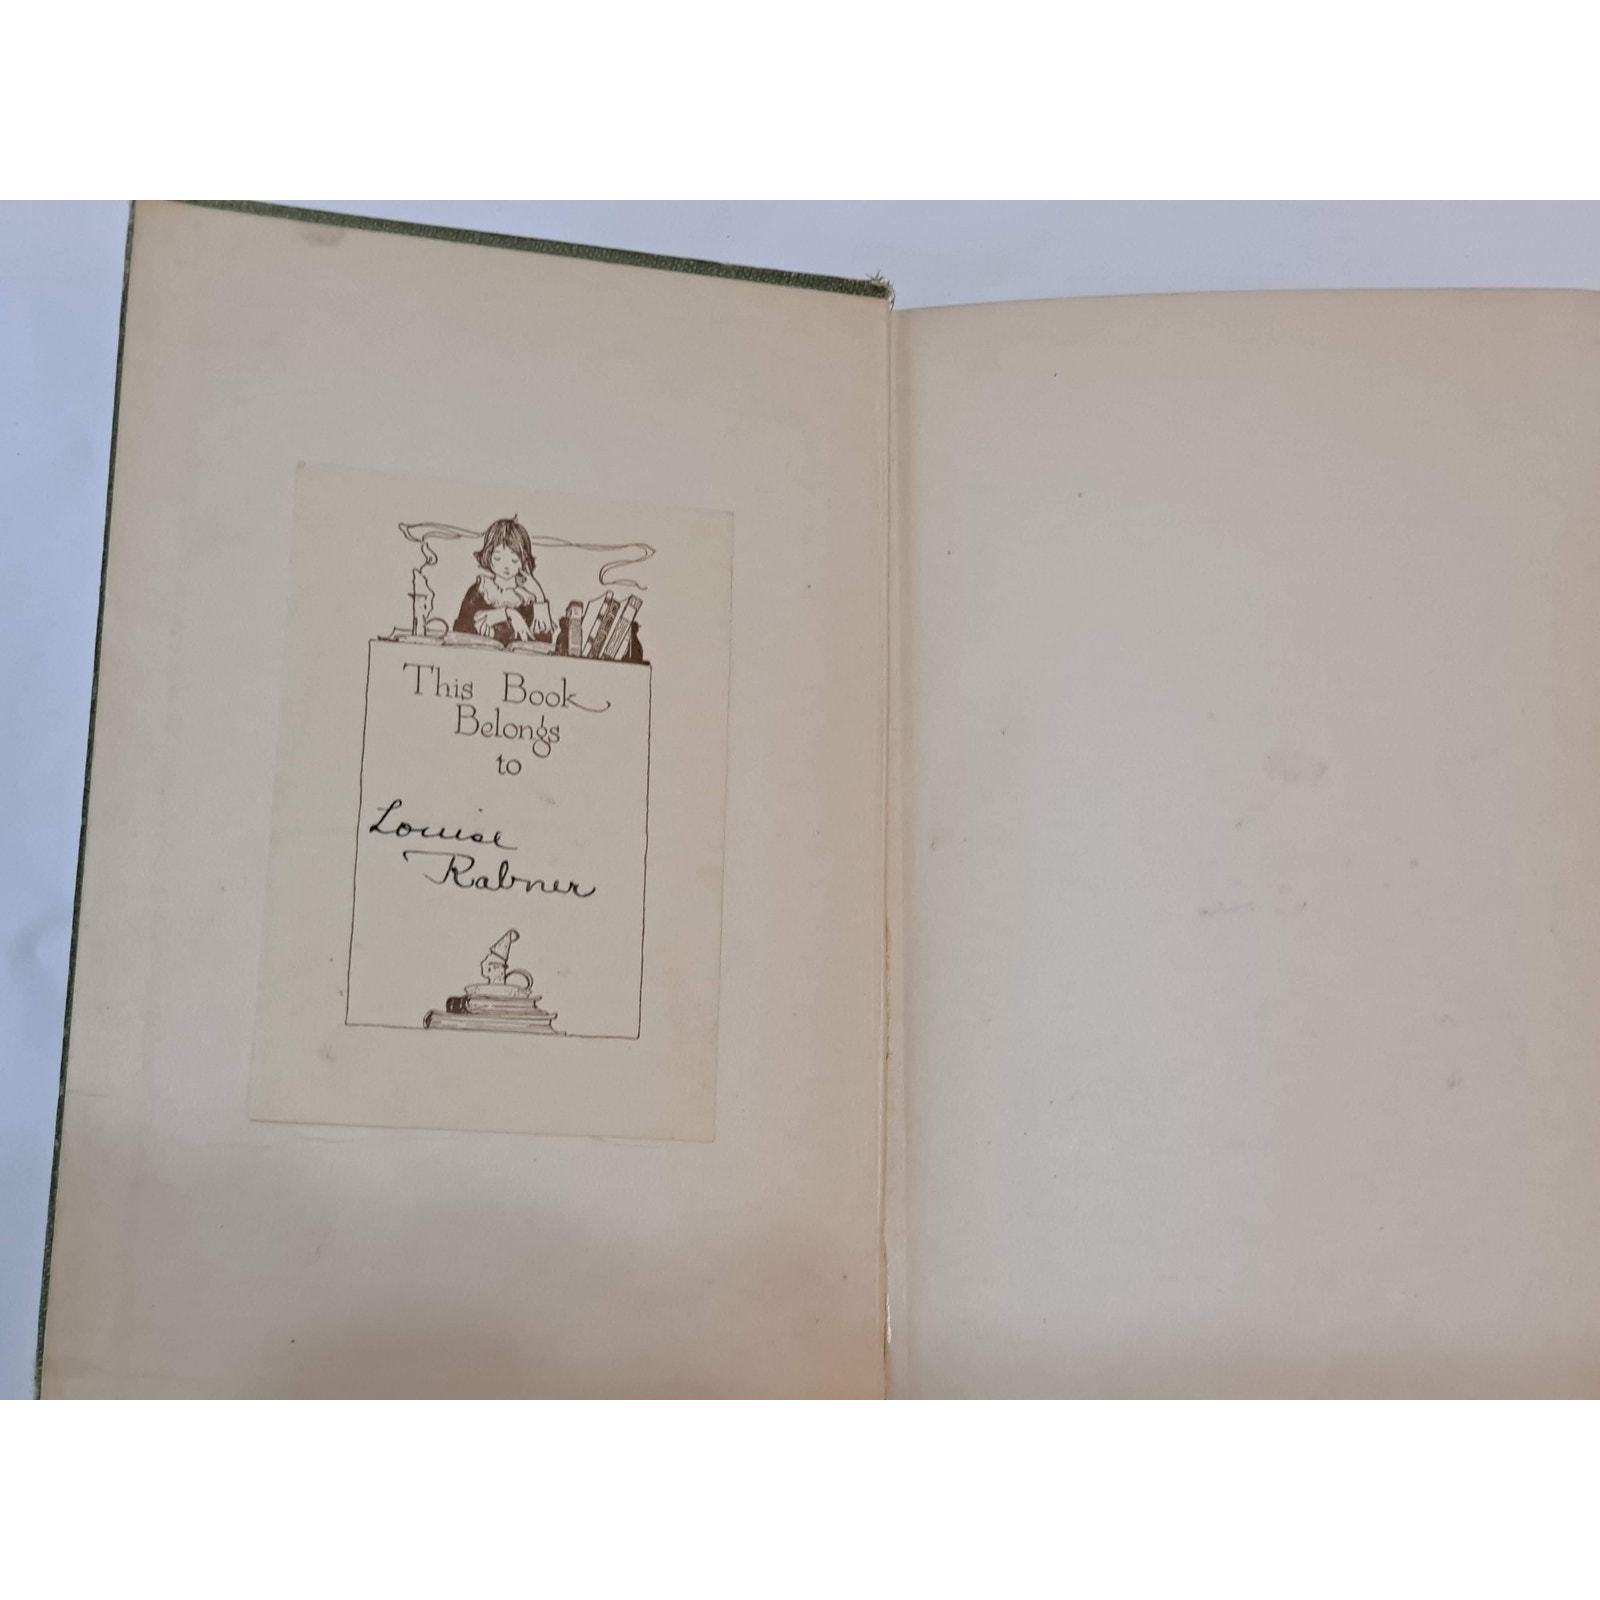 This Book
Belongs
to
Louise
Rabner